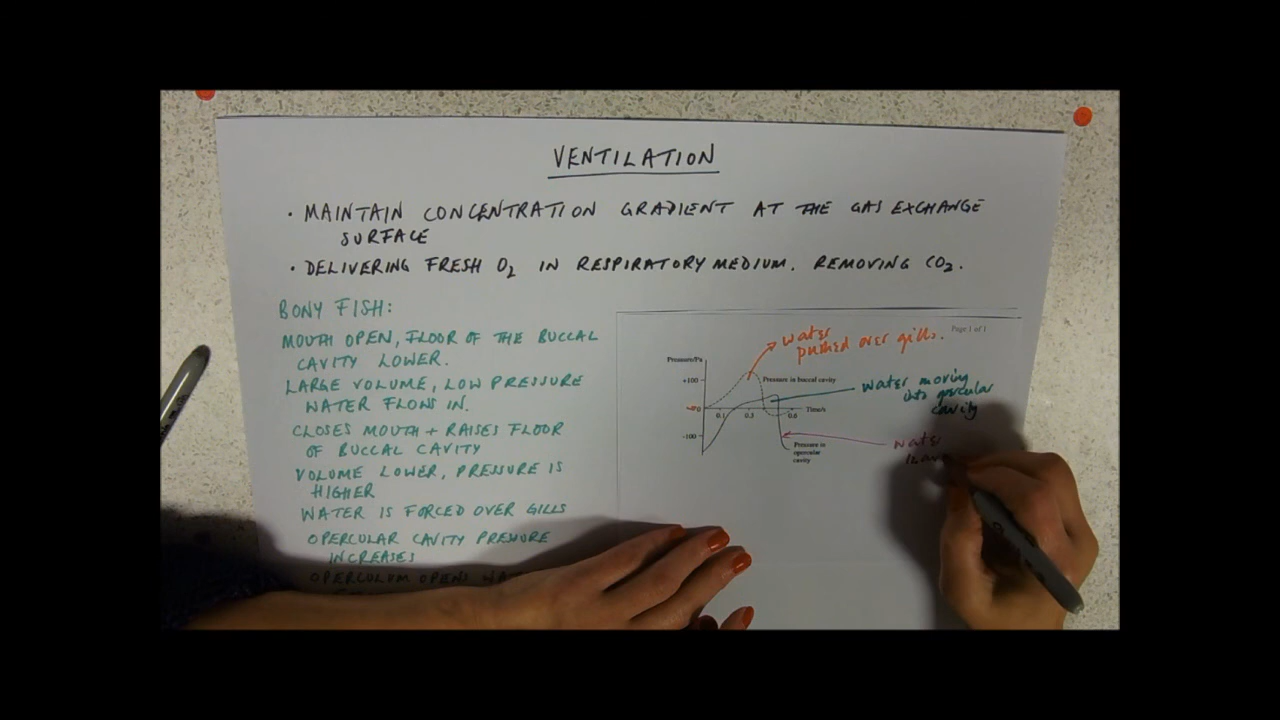 VENTILATION
· MAINTAIN CONCENTRATION GRADIENT AT THE GAS EXCHANGE
SURFACE
· DELIVERING FRESH O2 IN RESPIRATORY MEDIUM. REMOVING CO2.
BONY FISH:
MOUTH OPEN, FLOOR OF THE BUCCAL
CAVITY LOWER.
LARGE VOLUME, LOW PRESSURE
WATER FLOWS IN.
CLOSES MOUTH + RAISES FLOOR
OF BUCCAL CAVITY
VOLUME LOWER, PRESSURE IS
HIGHER
WATER IS FORCED OVER GILLS
OPERCULAR CAVITY PRESSURE
INCREASES
OPERCULUM OPENS
Page 1 of 1
water
pushed over gills.
Pressure/Pa
+100
Pressure in buccal cavity
water moving
into opercular
cavity
0
0.1
0.3
0.6
Time/s
-100
Pressure in
opercular
cavity
water